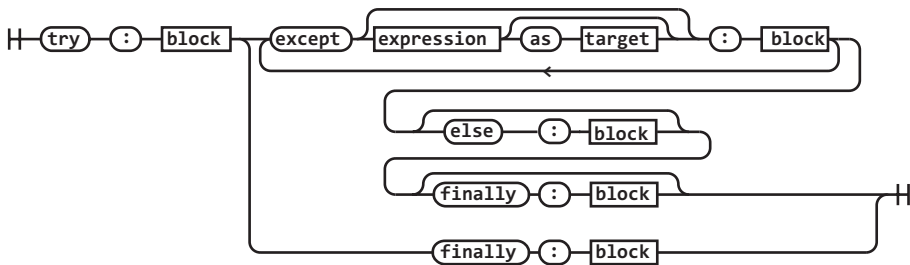 try : block except expression as target : block
else : block
finally : block
finally : block